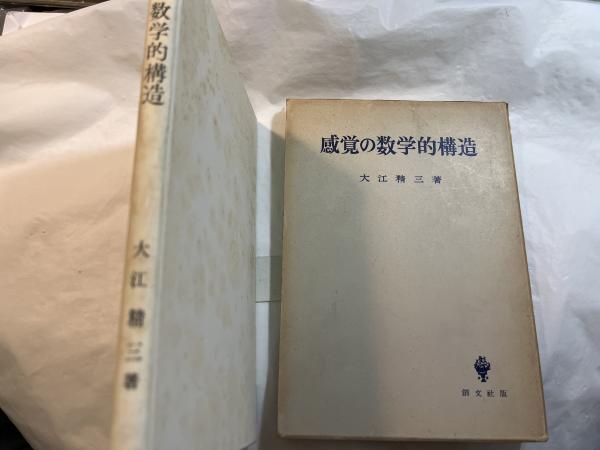 数学的構造
大江精三著
感覚の数学的構造
大江精三著
創文社版